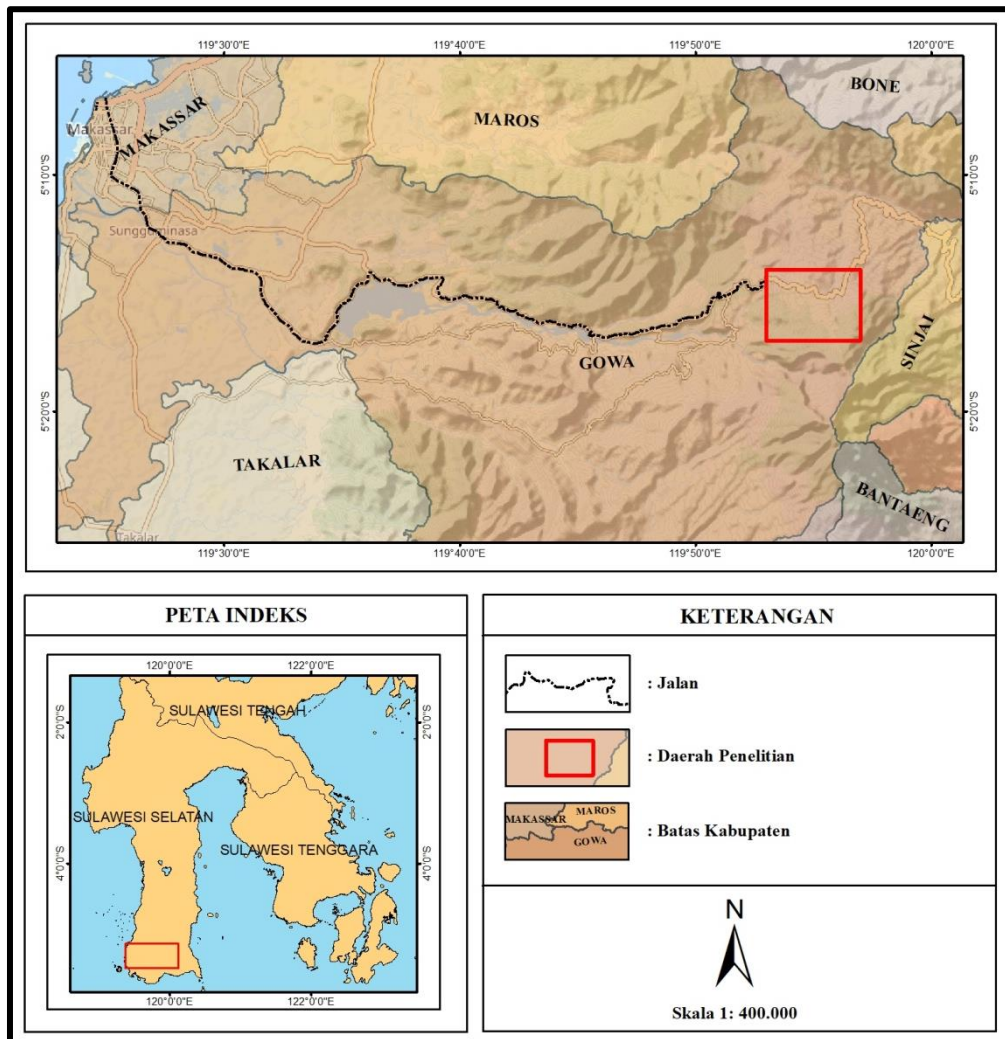 119°30'0"E 119°40'0"E 119°50'0"E 120°0'0"E
BONE
MAKASSAR
Makassar
MAROS
5°10'0"S 5°10'0"S
Sungguminasa
GOWA
SINJAI
5°20'0"S 5°20'0"S
TAKALAR
BANTAENG
Takalar
119°30'0"E 119°40'0"E 119°50'0"E 120°0'0"E
PETA INDEKS
120°0'0"E 122°0'0"E
SULAWESI TENGAH
2°0'0"S 2°0'0"S
SULAWESI SELATAN
SULAWESI TENGGARA
4°0'0"S 4°0'0"S
120°0'0"E 122°0'0"E
KETERANGAN
: Jalan
: Daerah Penelitian
MAKASSAR MAROS
GOWA
: Batas Kabupaten
N
Skala 1: 400.000